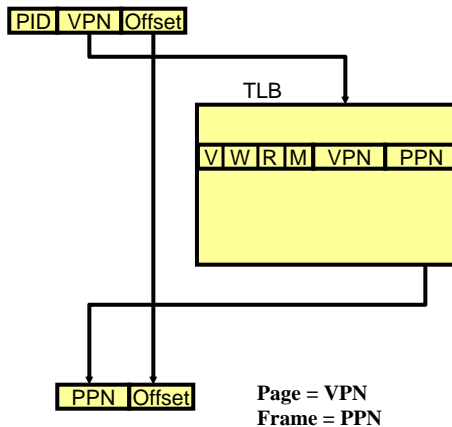 PID VPN Offset
TLB
V W R M VPN PPN
PPN Offset
Page = VPN
Frame = PPN